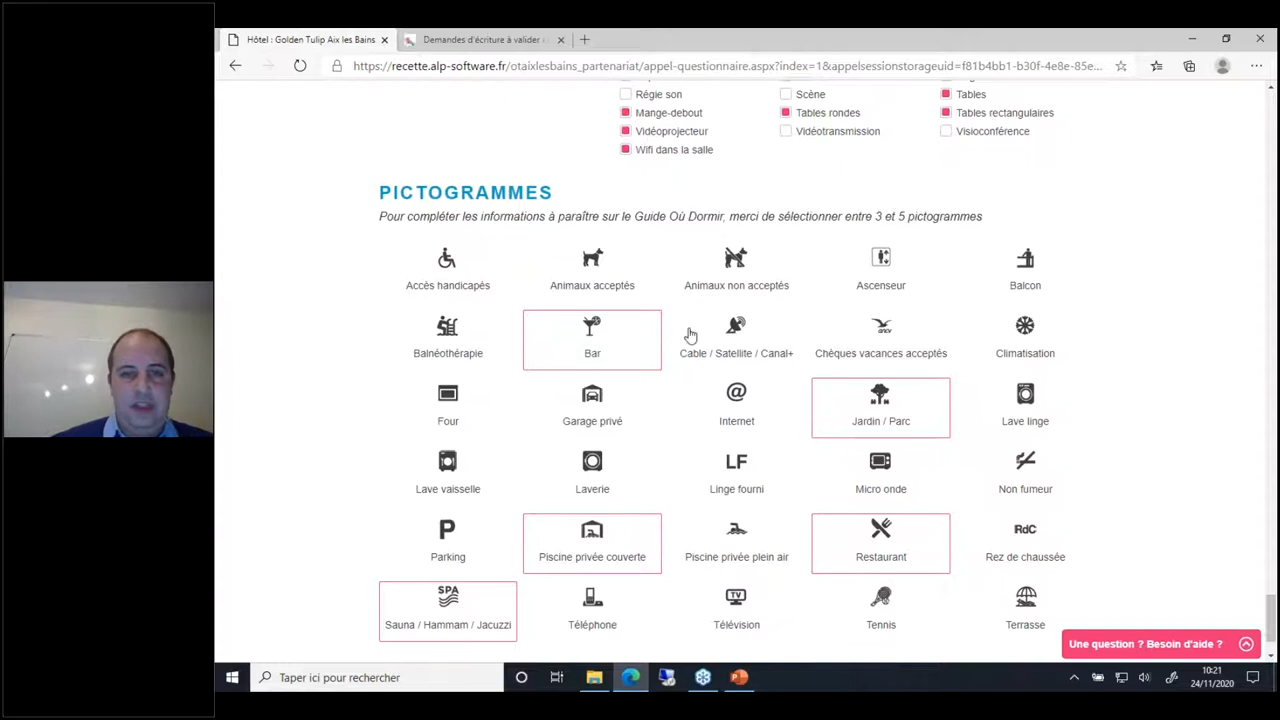 Hôtel : Golden Tulip Aix les Bains
Demandes d'écriture à valider
https://recette.alp-software.fr/otaixlesbains_partenariat/appel-questionnaire.aspx?index=1&appelsessionstorageuid=f81b4bb1-b30f-4e8e-85e...
Régie son Scène Tables
Mange-debout Tables rondes Tables rectangulaires
Vidéoprojecteur Vidéotransmission Visioconférence
Wifi dans la salle
PICTOGRAMMES
Pour compléter les informations à paraître sur le Guide Où Dormir, merci de sélectionner entre 3 et 5 pictogrammes
Accès handicapés Animaux acceptés Animaux non acceptés Ascenseur Balcon
ANCV
Balnéothérapie Bar Cable / Satellite / Canal+ Chèques vacances acceptés Climatisation
@
Four Garage privé Internet Jardin / Parc Lave linge
LF
Lave vaisselle Laverie Linge fourni Micro onde Non fumeur
P RdC
Parking Piscine privée couverte Piscine privée plein air Restaurant Rez de chaussée
SPA TV
Sauna / Hammam / Jacuzzi Téléphone Télévision Tennis Terrasse
Une question ? Besoin d'aide ?
Taper ici pour rechercher
10:21
24/11/2020